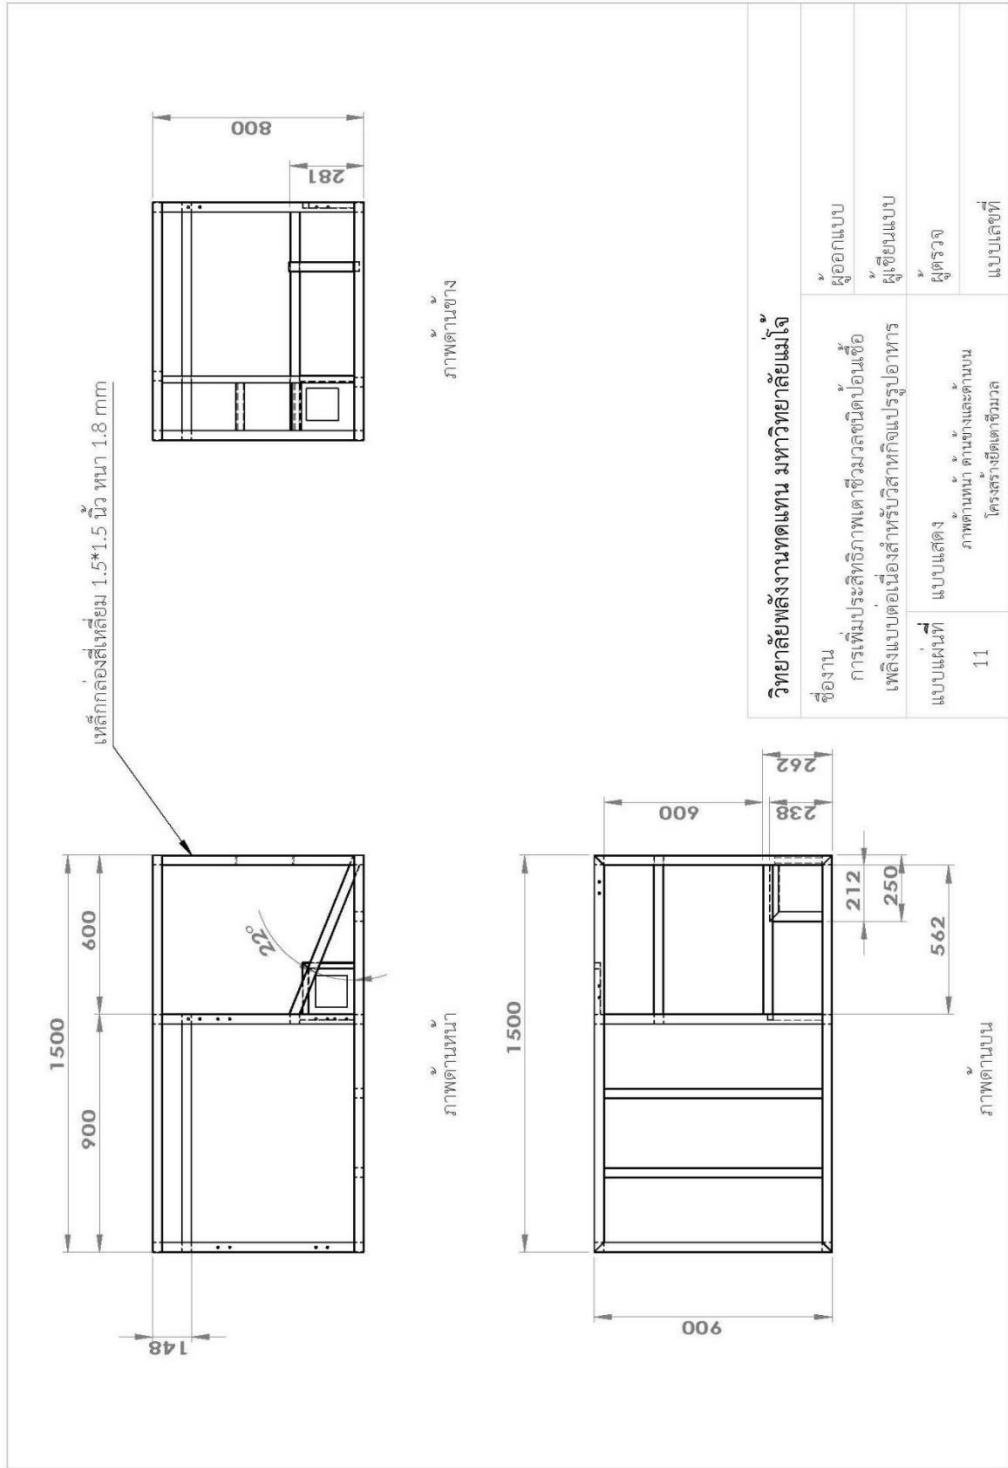 เหล็กกล่องสี่เหลี่ยม 1.5*1.5 นิ้ว หนา 1.8 mm
1500
900
600
148
22°
ภาพด้านหน้า
800
281
ภาพด้านข้าง
1500
900
600
262
238
212
250
562
ภาพด้านบน
วิทยาลัยพลังงานทดแทน มหาวิทยาลัยแม่โจ้
ชื่องาน
การเพิ่มประสิทธิภาพเตาชีวมวลชนิดป้อนเชื้อ
เพลิงแบบต่อเนื่องสำหรับวิสาหกิจแปรรูปอาหาร
ผู้ออกแบบ
ผู้เขียนแบบ
แบบแผ่นที่
11
แบบแสดง
ภาพด้านหน้า ด้านข้างและด้านบน
โครงสร้างยึดเตาชีวมวล
ผู้ตรวจ
แบบเลขที่